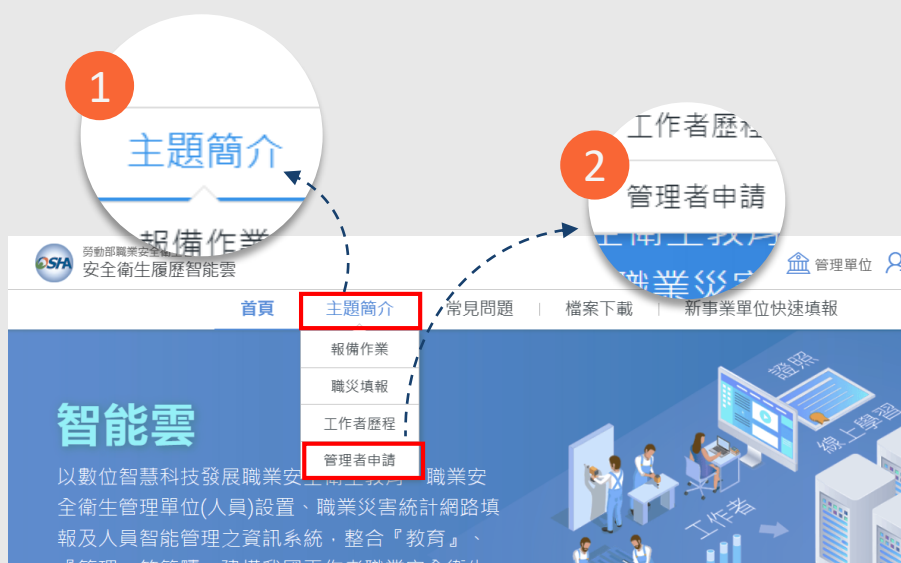 1
主題簡介
報備作業
工作者歷程
2
管理者申請
OSHA
勞動部職業安全
安全衛生履歷智能雲
管理單位
首頁
主題簡介
常見問題
檔案下載
新事業單位快速填報
報備作業
職災填報
工作者歷程
管理者申請
智能雲
以數位智慧科技發展職業安全衛生教育、職業安
全衛生管理單位(人員)設置、職業災害統計網路填
報及人員智能管理之資訊系統，整合『教育』、
證照
線上學習
工作者